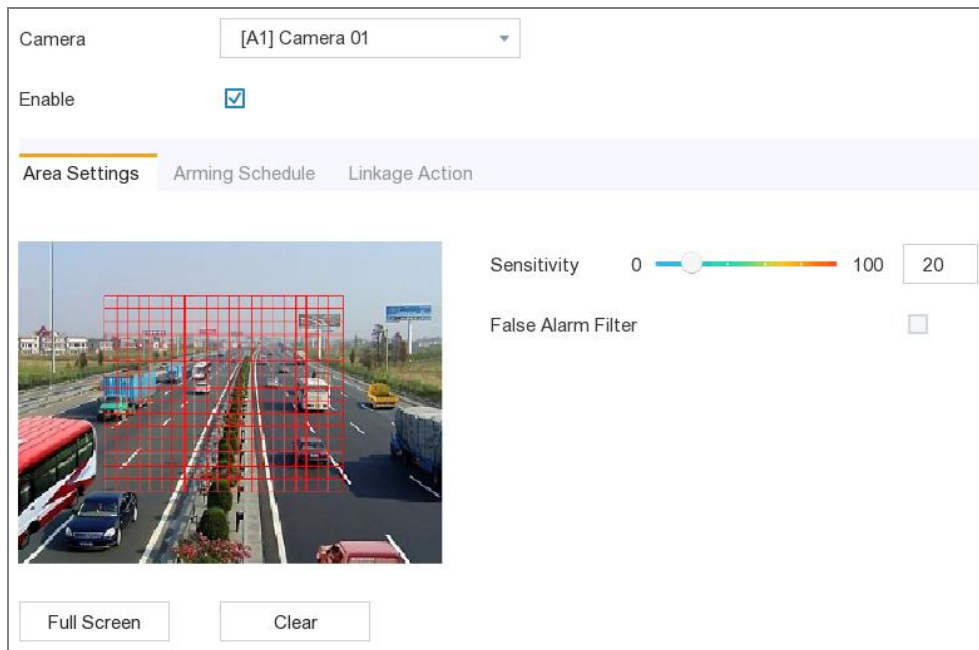 Camera [A1] Camera 01
Enable
Area Settings Arming Schedule Linkage Action
Sensitivity 0 100 20
False Alarm Filter
Full Screen Clear